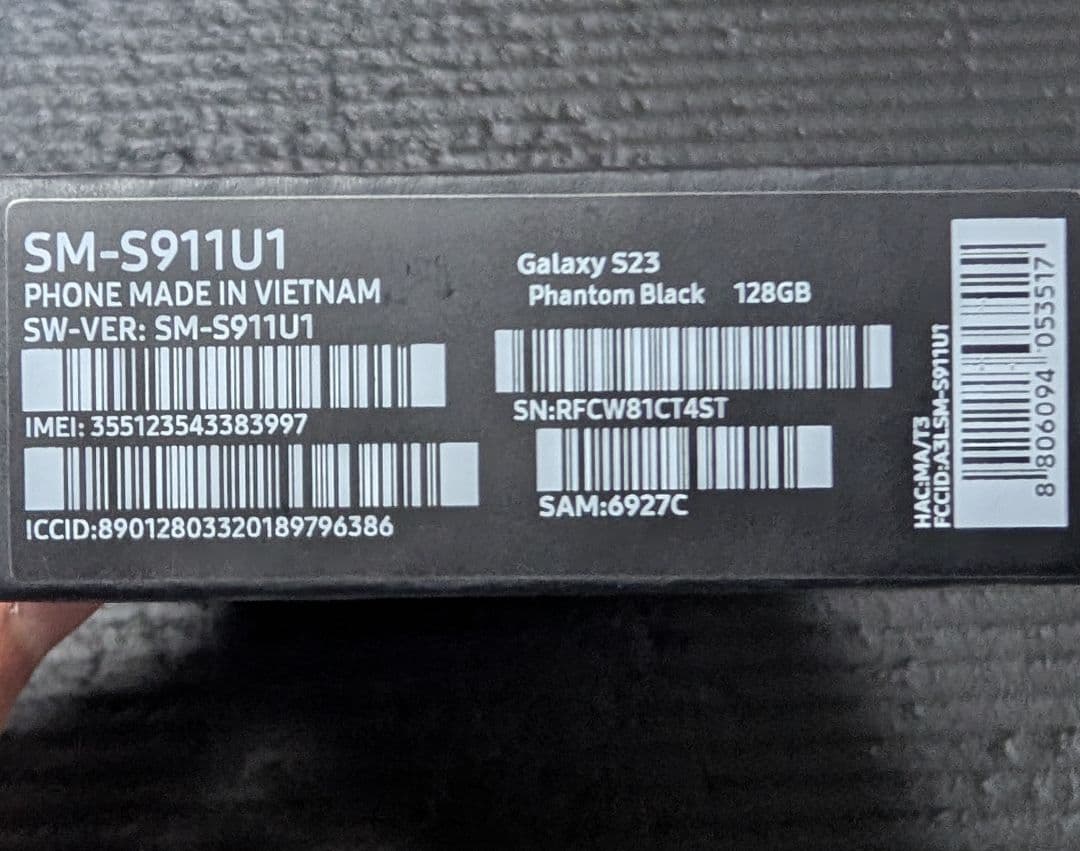 SM-S911U1
PHONE MADE IN VIETNAM
SW-VER: SM-S911U1
IMEI: 355123543383997
ICCID:89012803320189796386
Galaxy S23
Phantom Black 128GB
SN:RFCW81CT4ST
SAM:6927C
HAC:MA/T3
FCCID:A3LSM-S911U1
8 806094 053517